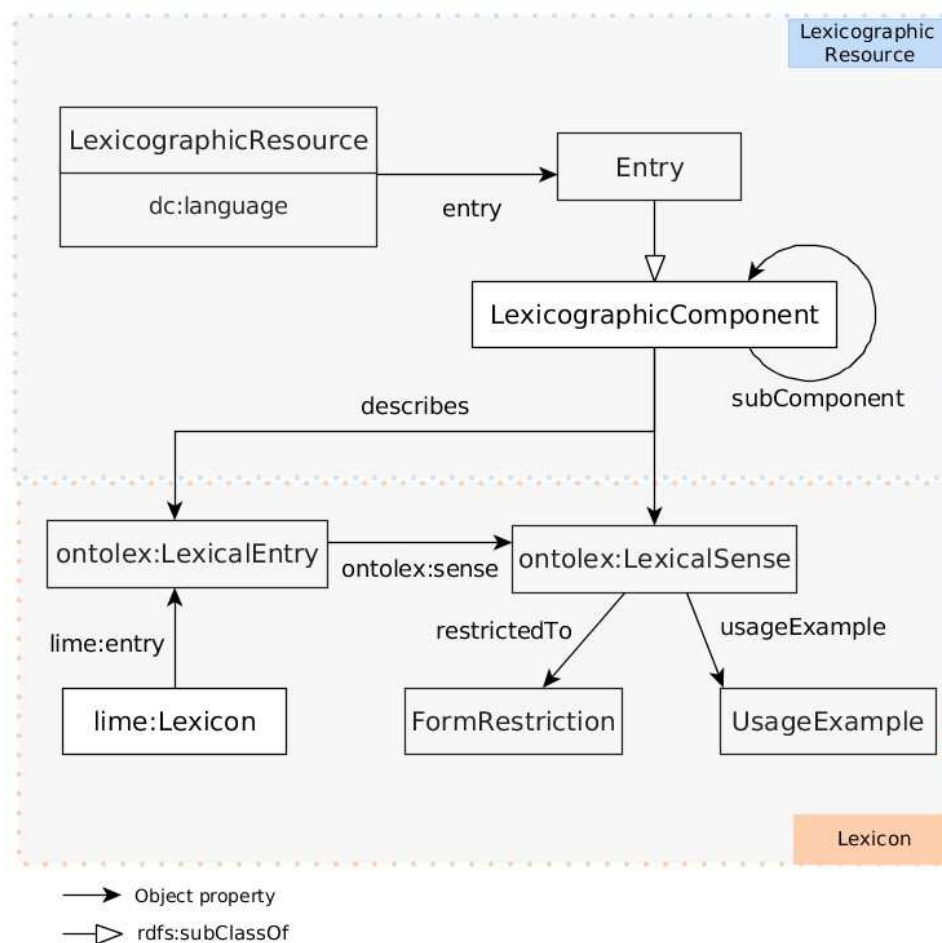 Lexicographic
Resource
LexicographicResource
dc:language
entry
Entry
LexicographicComponent
subComponent
describes
ontolex:LexicalEntry
ontolex:sense
ontolex:LexicalSense
lime:entry
restrictedTo
usageExample
lime:Lexicon
FormRestriction
UsageExample
Lexicon
Object property
rdfs:subClassOf